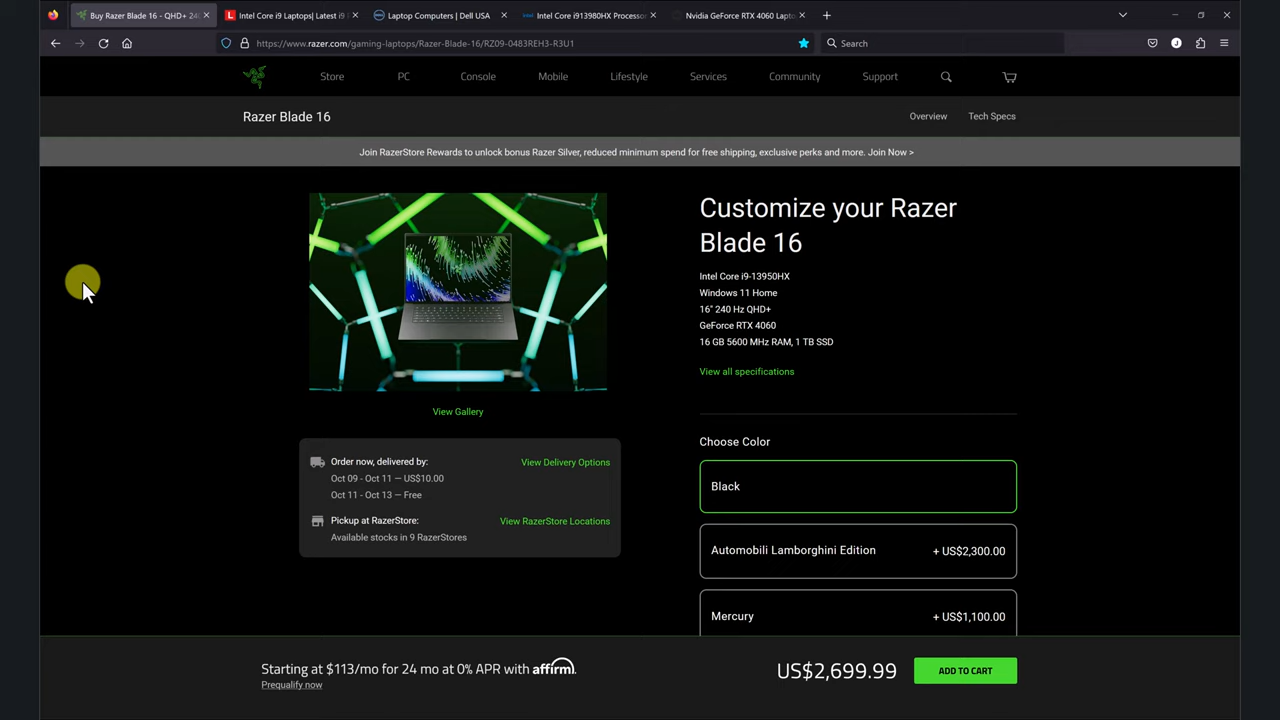 Buy Razer Blade 16 - QHD+ 24
Intel Core i9 Laptops| Latest i9
Laptop Computers | Dell USA
Intel Core i913980HX Processo
Nvidia GeForce RTX 4060 Lapto
https://www.razer.com/gaming-laptops/Razer-Blade-16/RZ09-0483REH3-R3U1
Search
J
Store PC Console Mobile Lifestyle Services Community Support
Razer Blade 16
Overview Tech Specs
Join RazerStore Rewards to unlock bonus Razer Silver, reduced minimum spend for free shipping, exclusive perks and more. Join Now >
Customize your Razer
Blade 16
Intel Core i9-13950HX
Windows 11 Home
16" 240 Hz QHD+
GeForce RTX 4060
16 GB 5600 MHz RAM, 1 TB SSD
View all specifications
View Gallery
Order now, delivered by: View Delivery Options
Oct 09 - Oct 11 — US$10.00
Oct 11 - Oct 13 — Free
Pickup at RazerStore: View RazerStore Locations
Available stocks in 9 RazerStores
Choose Color
Black
Automobili Lamborghini Edition + US$2,300.00
Mercury + US$1,100.00
Starting at $113/mo for 24 mo at 0% APR with affirm.
Prequalify now
US$2,699.99
ADD TO CART